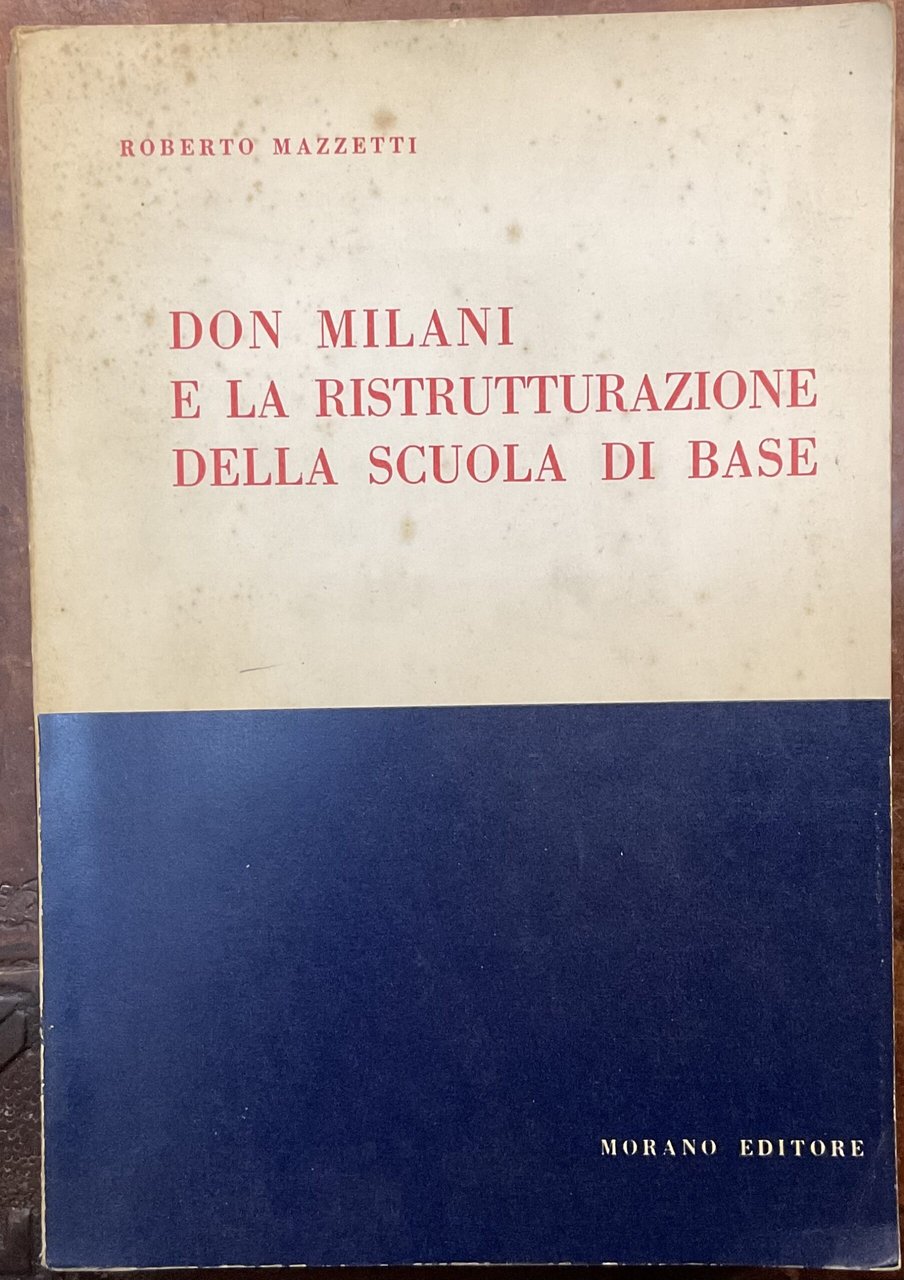 ROBERTO MAZZETTI
DON MILANI
E LA RISTRUTTURAZIONE
DELLA SCUOLA DI BASE
MORANO EDITORE